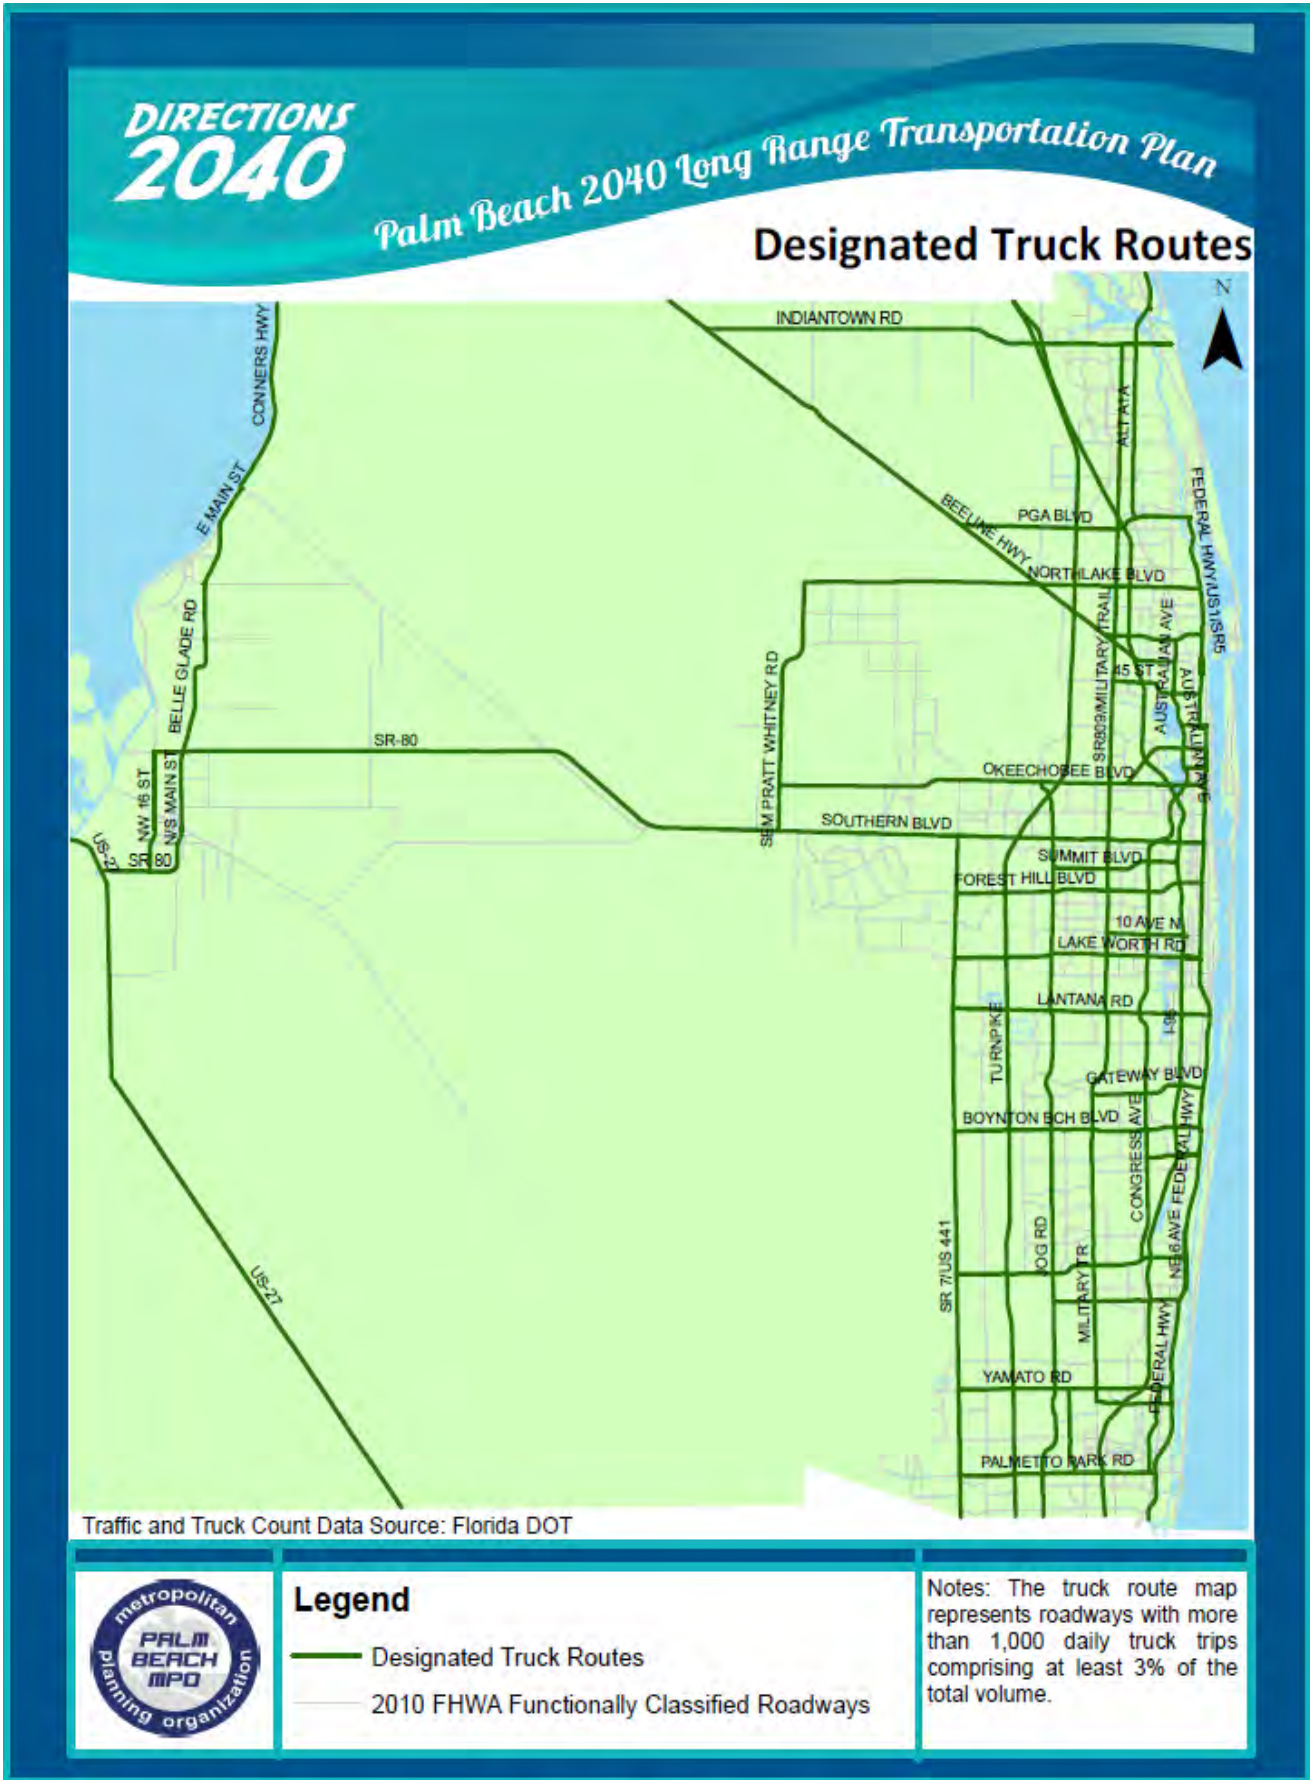 DIRECTIONS
2040
Palm Beach 2040 Long Range Transportation Plan
Designated Truck Routes
N
CONNERS HWY
INDIANTOWN RD
ALT A1A
E MAIN ST
BEELINE HWY
PGA BLVD
FEDERAL HWY/US1/SR5
NORTHLAKE BLVD
BELLE GLADE RD
SEM PRATT WHITNEY RD
SR809/MILITARY TRAIL
45 ST
AUSTRALIAN AVE
AUSTRALIAN AVE
SR-80
OKEECHOBEE BLVD
NW 16 ST
N/S MAIN ST
SOUTHERN BLVD
US-27
SR 80
SUMMIT BLVD
FOREST HILL BLVD
10 AVE N
LAKE WORTH RD
LANTANA RD
TURNPIKE
I-95
GATEWAY BLVD
BOYNTON BCH BLVD
CONGRESS AVE
NE 6 AVE FEDERAL HWY
SR 7/US 441
JOG RD
MILITARY TR
US-27
FEDERAL HWY
YAMATO RD
PALMETTO PARK RD
Traffic and Truck Count Data Source: Florida DOT
metropolitan
PALM
BEACH
MPO
planning organization
Legend
Designated Truck Routes
2010 FHWA Functionally Classified Roadways
Notes: The truck route map
represents roadways with more
than 1,000 daily truck trips
comprising at least 3% of the
total volume.